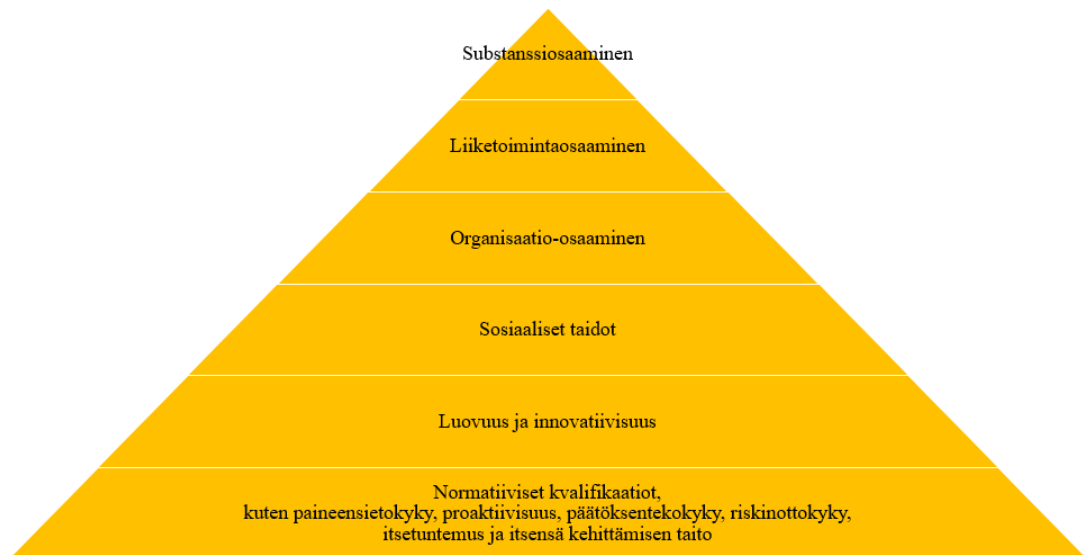 Substanssiosaaminen
Liiketoimintaosaaminen
Organisaatio-osaaminen
Sosiaaliset taidot
Luovuus ja innovatiivisuus
Normatiiviset kvalifikaatiot,
kuten paineensietokyky, proaktiivisuus, päätöksentekokyky, riskinottokyky,
itsetuntemus ja itsensä kehittämisen taito